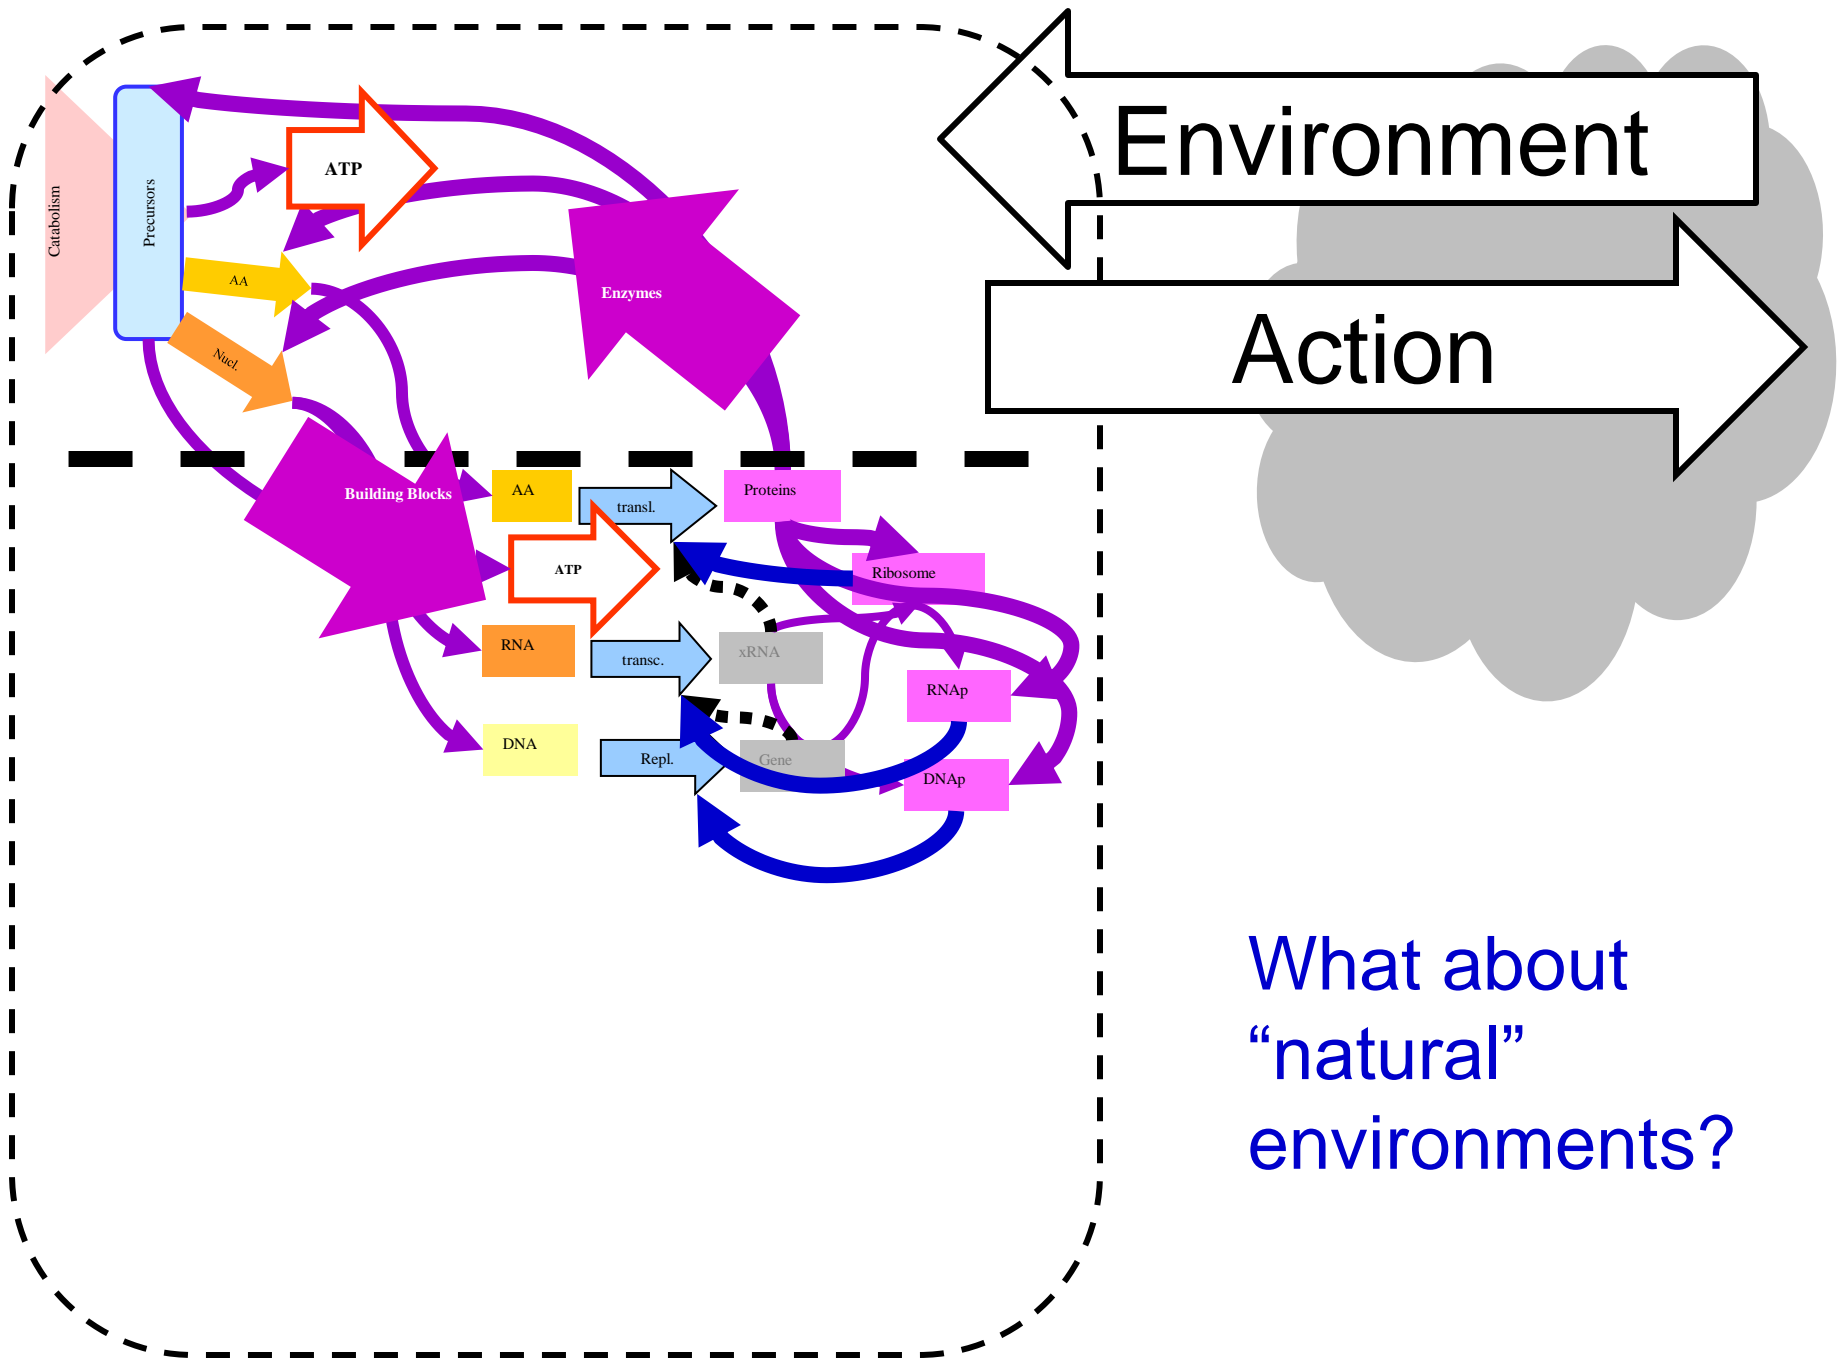 Environment
Action
Catabolism
Precursors
ATP
AA
Nucl.
Enzymes
Building Blocks
AA
transl.
Proteins
ATP
Ribosome
RNA
transc.
xRNA
RNAp
DNA
Repl.
Gene
DNAp
What about
“natural”
environments?